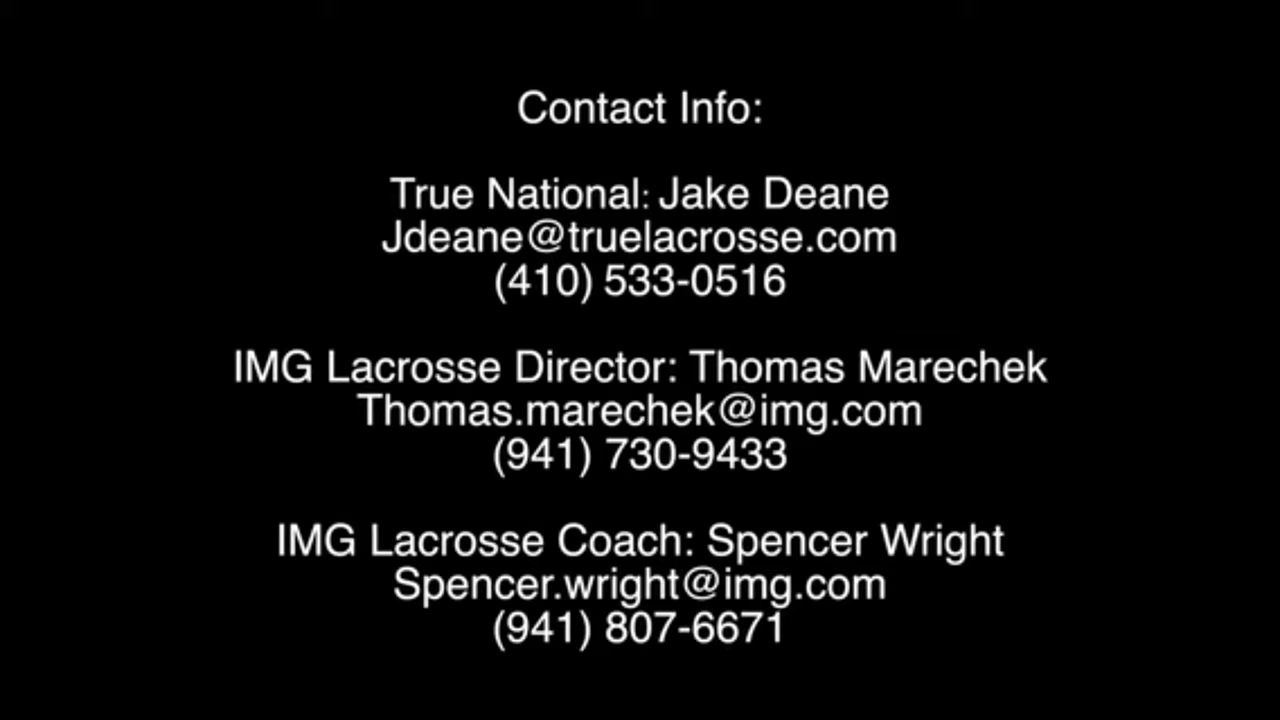 Contact Info:
True National: Jake Deane
Jdeane@truelacrosse.com
(410) 533-0516
IMG Lacrosse Director: Thomas Marechek
Thomas.marechek@img.com
(941) 730-9433
IMG Lacrosse Coach: Spencer Wright
Spencer.wright@img.com
(941) 807-6671